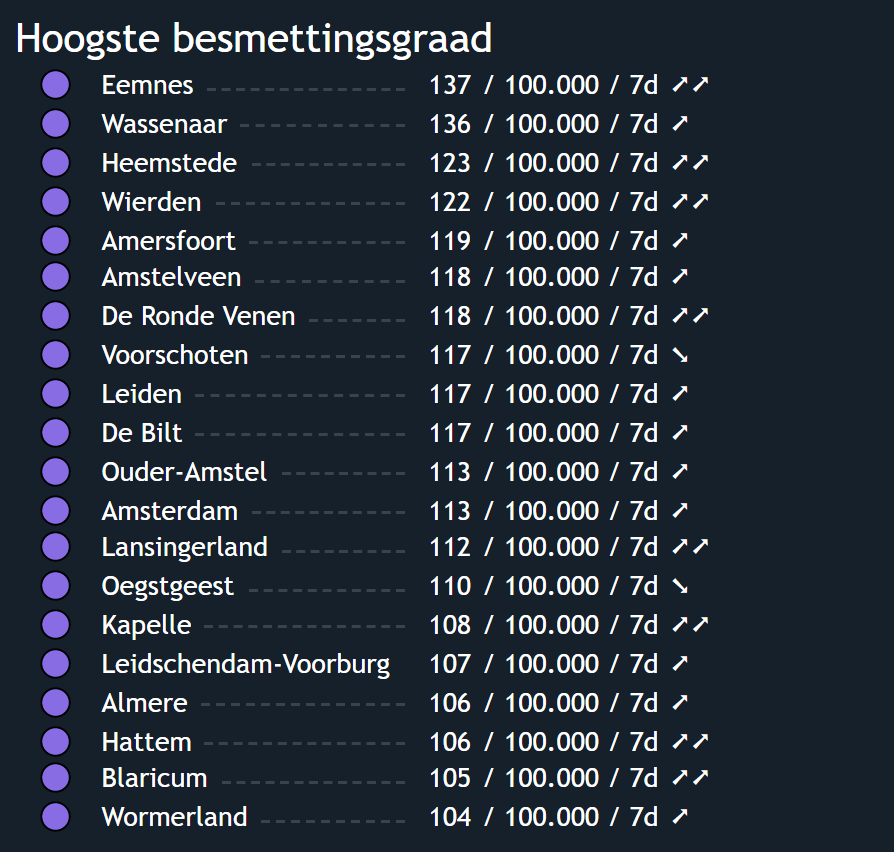 Hoogste besmettingsgraad
Eemnes 137 / 100.000 / 7d ➚➚
Wassenaar 136 / 100.000 / 7d ➚
Heemstede 123 / 100.000 / 7d ➚➚
Wierden 122 / 100.000 / 7d ➚➚
Amersfoort 119 / 100.000 / 7d ➚
Amstelveen 118 / 100.000 / 7d ➚
De Ronde Venen 118 / 100.000 / 7d ➚➚
Voorschoten 117 / 100.000 / 7d ➘
Leiden 117 / 100.000 / 7d ➚
De Bilt 117 / 100.000 / 7d ➚
Ouder-Amstel 113 / 100.000 / 7d ➚
Amsterdam 113 / 100.000 / 7d ➚
Lansingerland 112 / 100.000 / 7d ➚➚
Oegstgeest 110 / 100.000 / 7d ➘
Kapelle 108 / 100.000 / 7d ➚➚
Leidschendam-Voorburg 107 / 100.000 / 7d ➚
Almere 106 / 100.000 / 7d ➚
Hattem 106 / 100.000 / 7d ➚➚
Blaricum 105 / 100.000 / 7d ➚➚
Wormerland 104 / 100.000 / 7d ➚